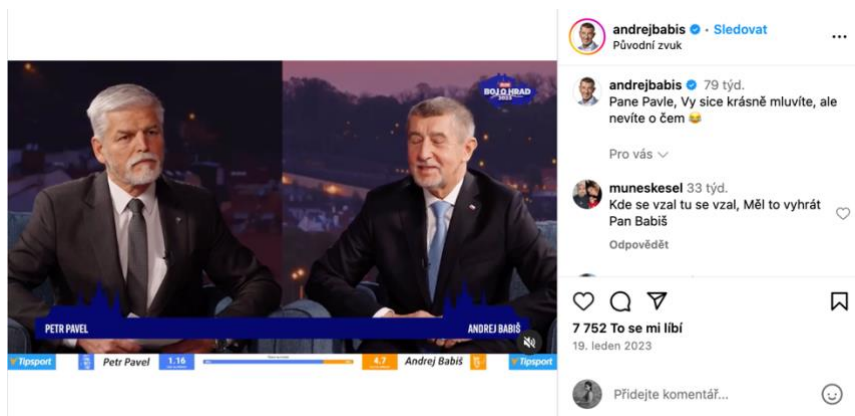 andrejbabis • Sledovat
Původní zvuk
andrejbabis 79 týd.
Pane Pavle, Vy sice krásně mluvíte, ale
nevíte o čem 😂
Pro vás
muneskesel 33 týd.
Kde se vzal tu se vzal, Měl to vyhrát
Pan Babiš
Odpovědět
7 752 To se mi líbí
19. leden 2023
Přidejte komentář...
BOJ O HRAD
2023
PETR PAVEL
ANDREJ BABIŠ
Tipsport
Petr Pavel
1.16
4.7
Andrej Babiš
Tipsport